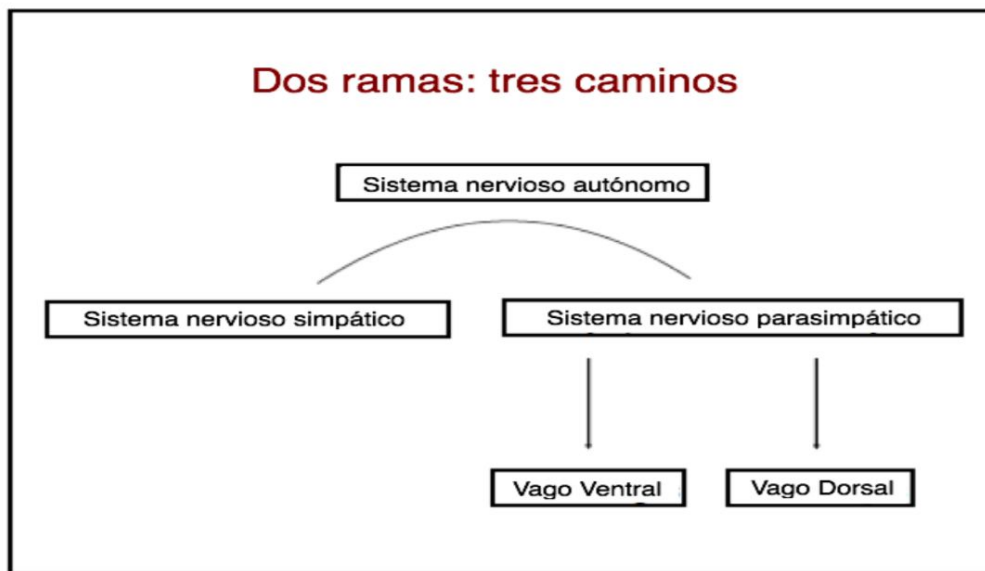 Dos ramas: tres caminos
Sistema nervioso autónomo
Sistema nervioso simpático
Sistema nervioso parasimpático
Vago Ventral
Vago Dorsal